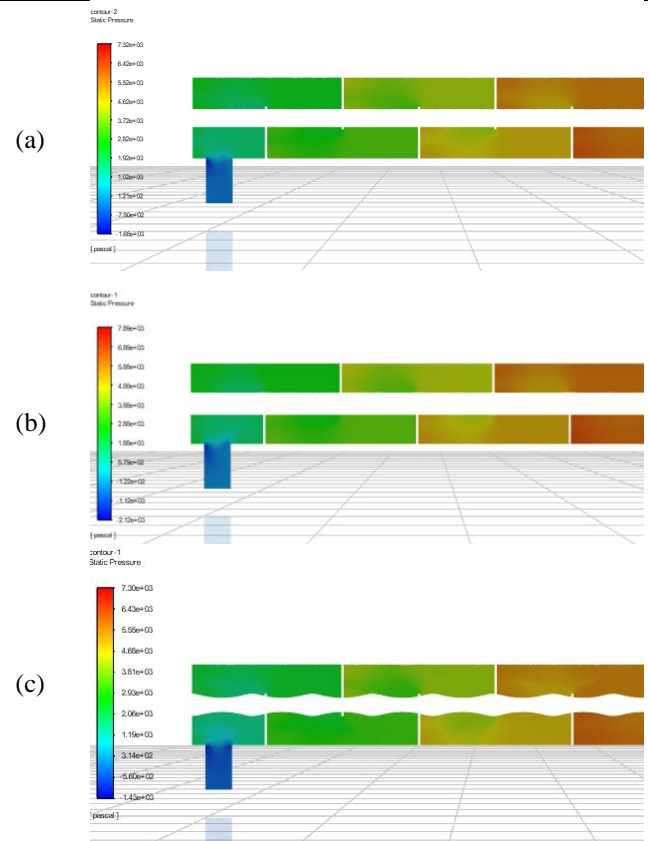 contour-2
Static Pressure
7.32e+03
6.42e+03
5.52e+03
4.62e+03
3.72e+03
2.82e+03
1.92e+03
1.02e+03
1.21e+02
-7.80e+02
-1.68e+03
[ pascal ]
(a)
contour-1
Static Pressure
7.89e+03
6.89e+03
5.88e+03
4.88e+03
3.88e+03
2.88e+03
1.88e+03
8.79e+02
-1.22e+02
-1.12e+03
-2.12e+03
[ pascal ]
(b)
contour-1
Static Pressure
7.30e+03
6.43e+03
5.55e+03
4.68e+03
3.81e+03
2.93e+03
2.06e+03
1.19e+03
3.14e+02
-5.60e+02
-1.43e+03
[ pascal ]
(c)